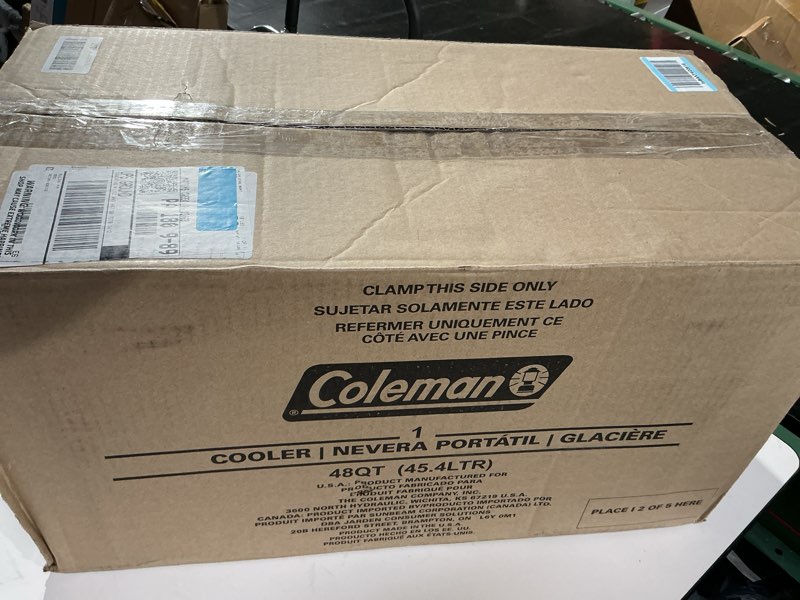 CLAMP THIS SIDE ONLY
SUJETAR SOLAMENTE ESTE LADO
REFERMER UNIQUEMENT CE
CÔTÉ AVEC UNE PINCE
Coleman
®
1
COOLER | NEVERA PORTÁTIL | GLACIÈRE
48QT (45.4LTR)
U.S.A. PRODUCT MANUFACTURED FOR
PRODUCTO FABRICADO PARA
PRODUIT FABRIQUÉ POUR
THE COLEMAN COMPANY, INC.
3600 NORTH HYDRAULIC, WICHITA, KS 67219 U.S.A.
CANADA: PRODUCT IMPORTED BY/PRODUCTO IMPORTADO POR
PRODUIT IMPORTÉ PAR SUNBEAM CORPORATION (CANADA) LTD.
DBA JARDEN CONSUMER SOLUTIONS
20B HEREFORD STREET, BRAMPTON, ON L6Y 0M1
PRODUCT MADE IN THE U.S.A.
PRODUCTO HECHO EN LOS EE. UU.
PRODUIT FABRIQUÉ AUX ÉTATS-UNIS.
PLACE I 2 OF 5 HERE
WARNING